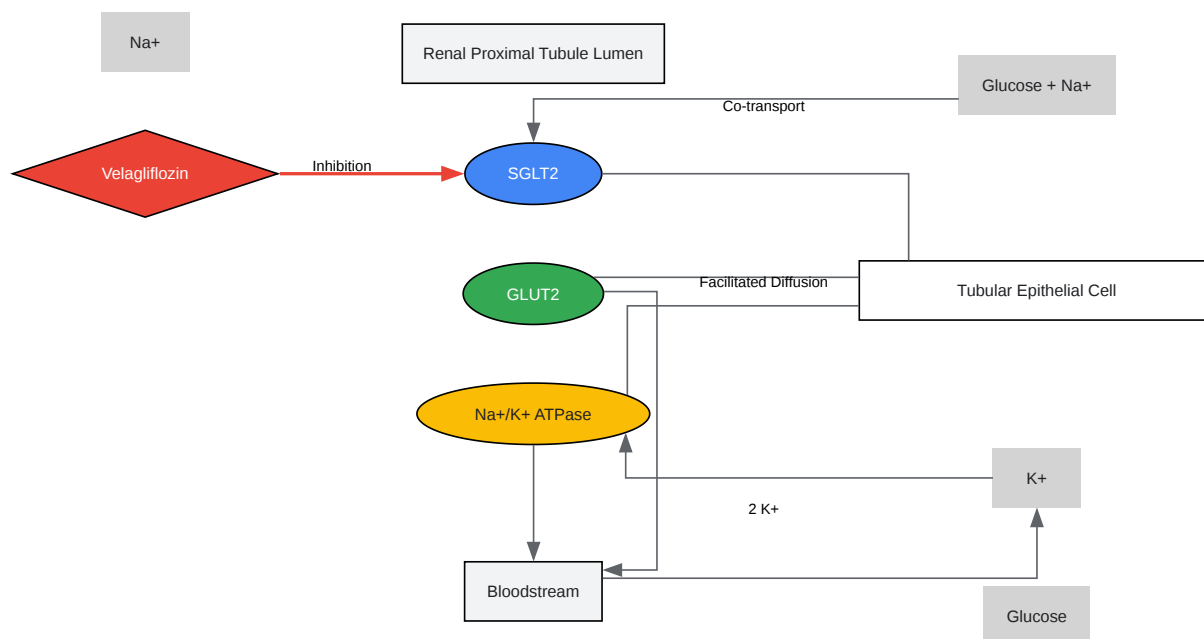 Na+
Renal Proximal Tubule Lumen
Glucose + Na+
Co-transport
Velagliflozin
Inhibition
SGLT2
GLUT2
Facilitated Diffusion
Tubular Epithelial Cell
Na+/K+ ATPase
K+
2 K+
Bloodstream
Glucose